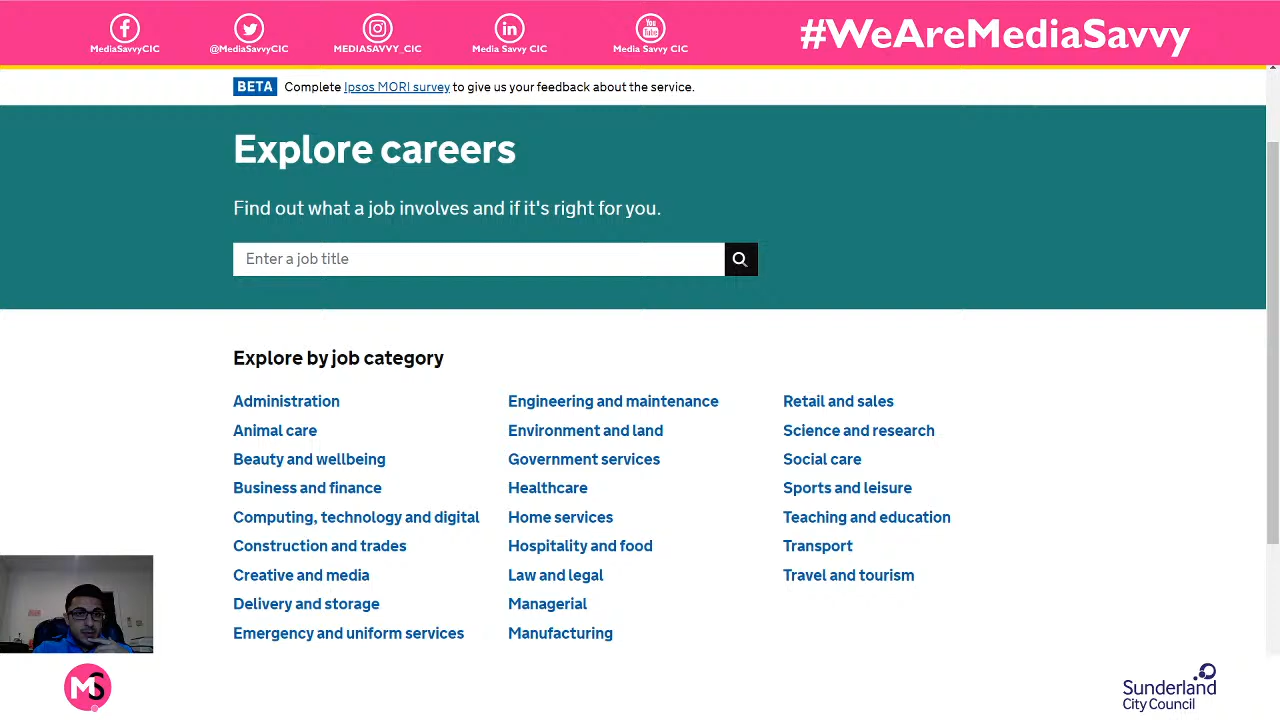 MediaSavvyCIC
@MediaSavvyCIC
MEDIASAVVY_CIC
Media Savvy CIC
You Tube
Media Savvy CIC
#WeAreMediaSavvy
BETA Complete Ipsos MORI survey to give us your feedback about the service.
Explore careers
Find out what a job involves and if it's right for you.
Enter a job title
Explore by job category
Administration
Animal care
Beauty and wellbeing
Business and finance
Computing, technology and digital
Construction and trades
Creative and media
Delivery and storage
Emergency and uniform services
Engineering and maintenance
Environment and land
Government services
Healthcare
Home services
Hospitality and food
Law and legal
Managerial
Manufacturing
Retail and sales
Science and research
Social care
Sports and leisure
Teaching and education
Transport
Travel and tourism
MS
Sunderland
City Council